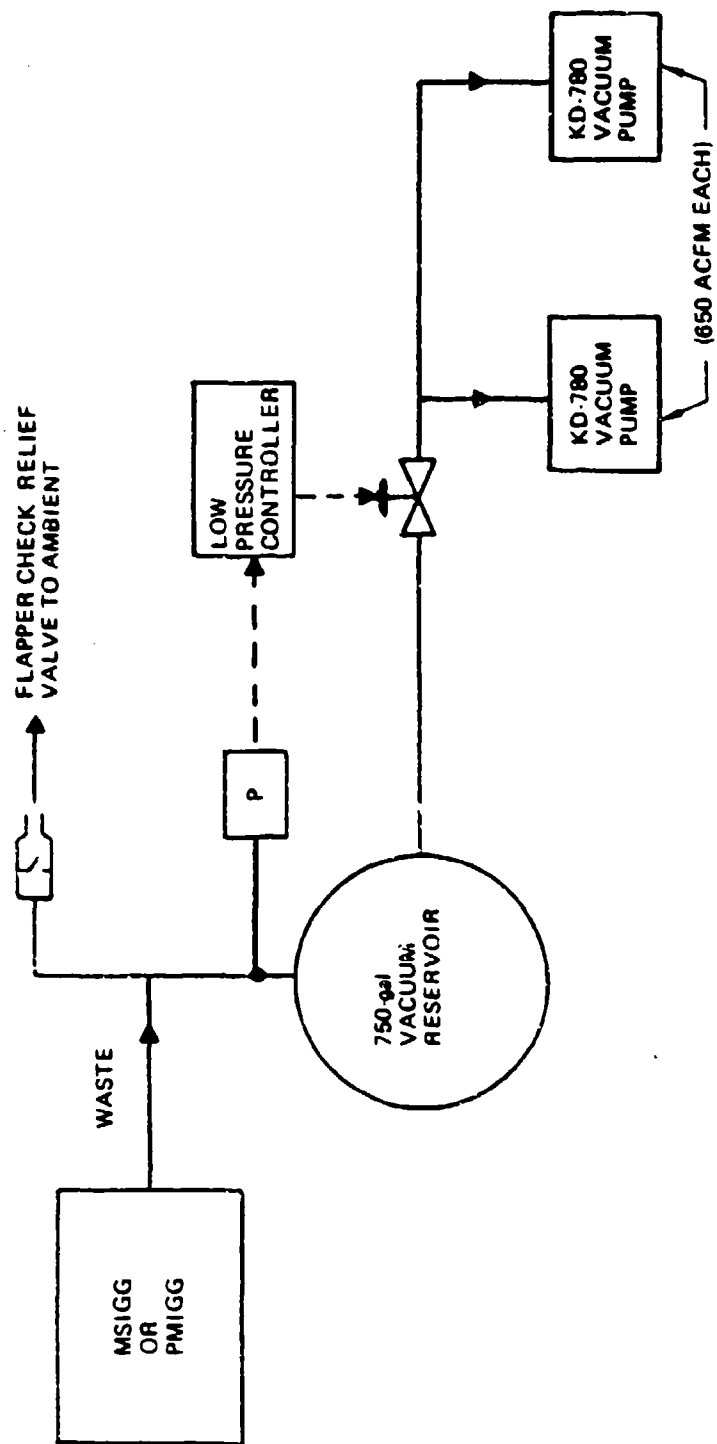 MSIGG
OR
PMIGG
WASTE
FLAPPER CHECK RELIEF
VALVE TO AMBIENT
P
LOW
PRESSURE
CONTROLLER
750-gal
VACUUM
RESERVOIR
KD-780
VACUUM
PUMP
KD-780
VACUUM
PUMP
(650 ACFM EACH)